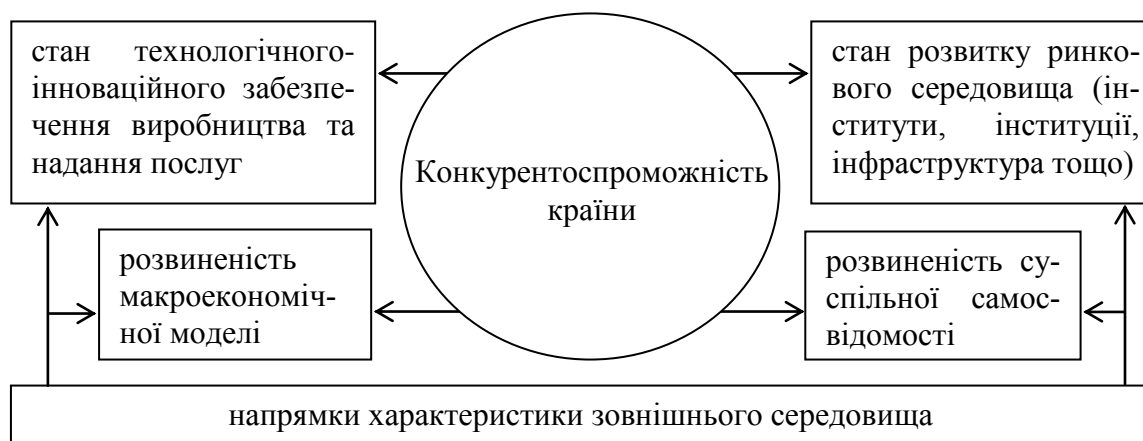 стан технологічного-
інноваційного забезпе-
чення виробництва та
надання послуг
Конкурентоспроможність
країни
стан розвитку ринко-
вого середовища (ін-
ститути, інституції,
інфраструктура тощо)
розвиненість
макроекономіч-
ної моделі
розвиненість су-
спільної самос-
відомості
напрямки характеристики зовнішнього середовища